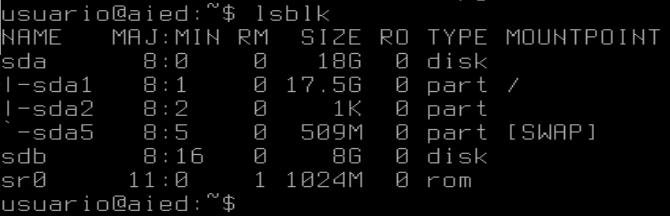 usuario@aied:~$ lsblk
NAME   MAJ:MIN RM  SIZE RO TYPE MOUNTPOINT
sda      8:0    0   18G  0 disk
|-sda1   8:1    0 17.5G  0 part /
|-sda2   8:2    0    1K  0 part
`-sda5   8:5    0  509M  0 part [SWAP]
sdb      8:16   0    8G  0 disk
sr0     11:0    1 1024M  0 rom
usuario@aied:~$